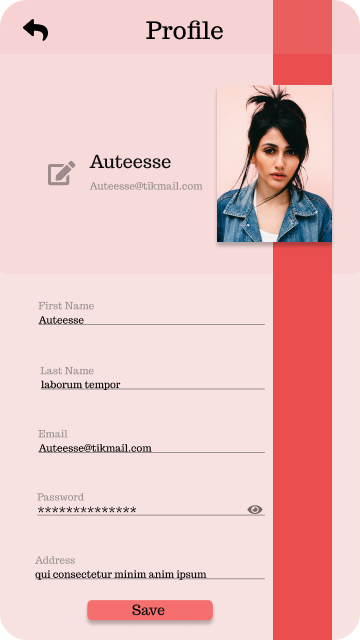 Profile
Auteesse
Auteesse@tikmail.com
First Name
Auteesse
Last Name
laborum tempor
Email
Auteesse@tikmail.com
Password
**************
Address
qui consectetur minim anim ipsum
Save